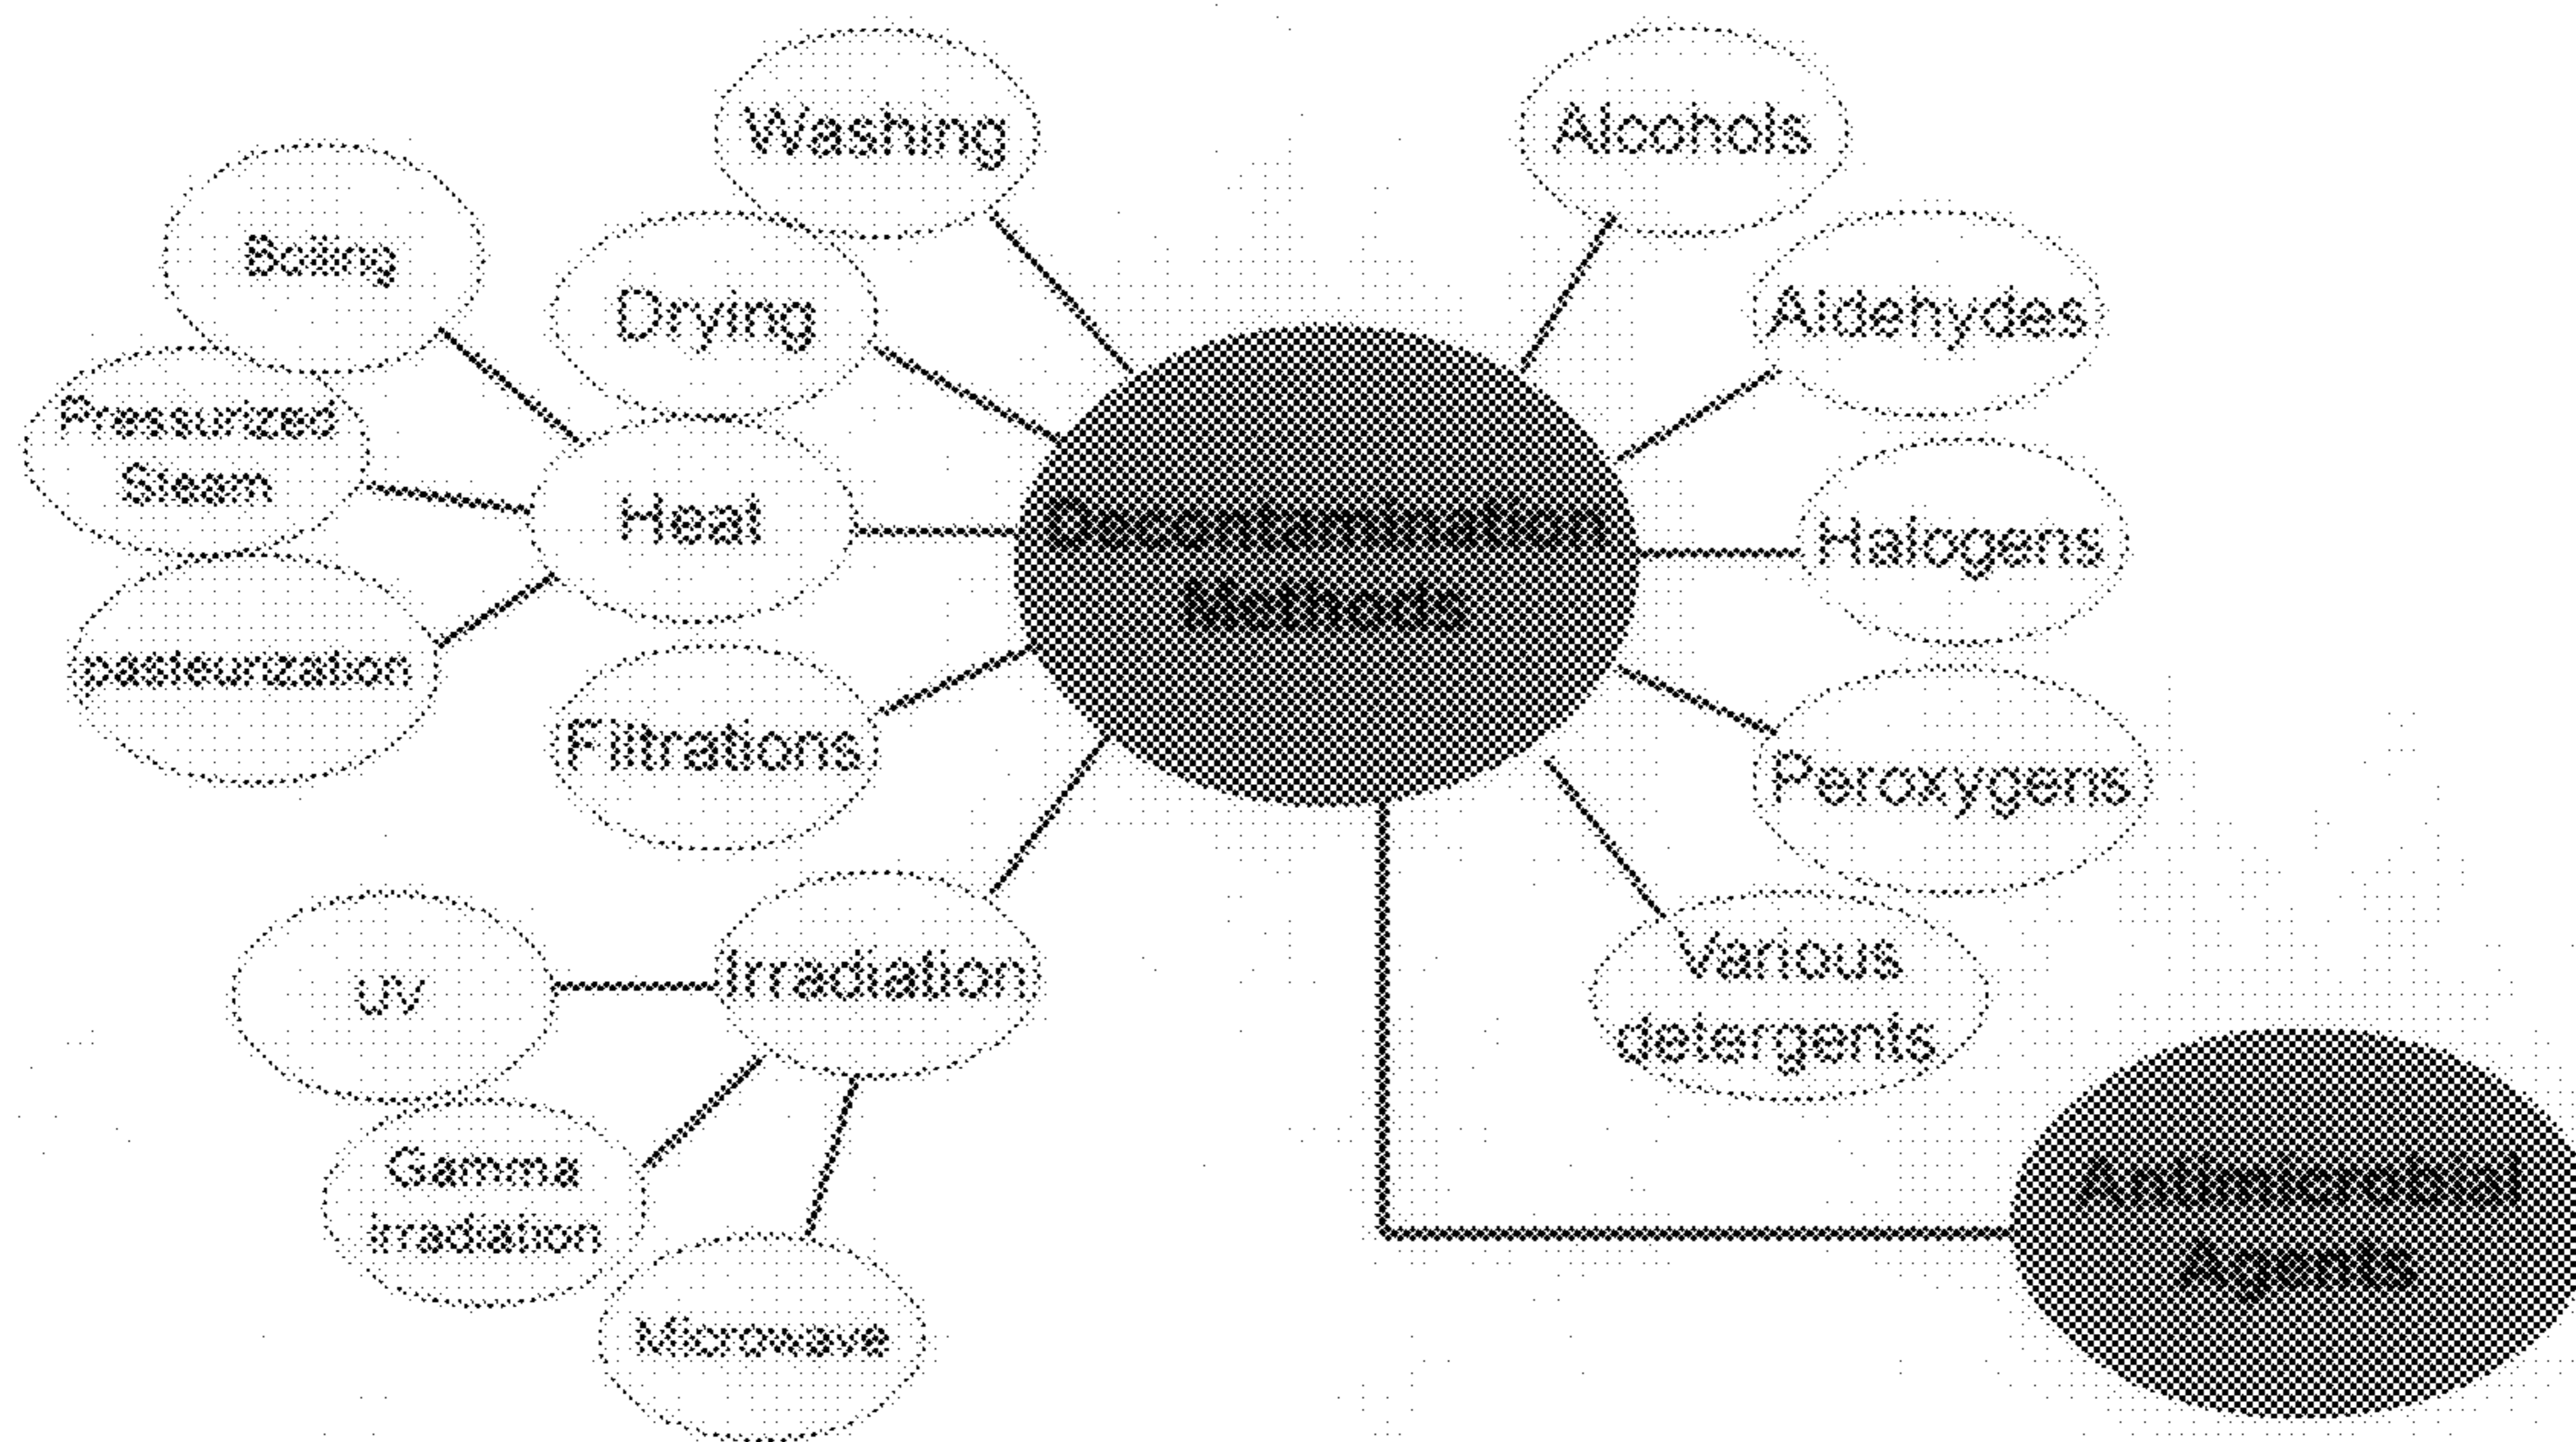 Washing
Alcohols
Boiling
Drying
Aldehydes
Pressurized
Steam
Heat
Decontamination
Methods
Halogens
pasteurization
Filtrations
Peroxygens
UV
Irradiation
Various
detergents
Gamma
irradiation
Antimicrobial
Agents
Microwave